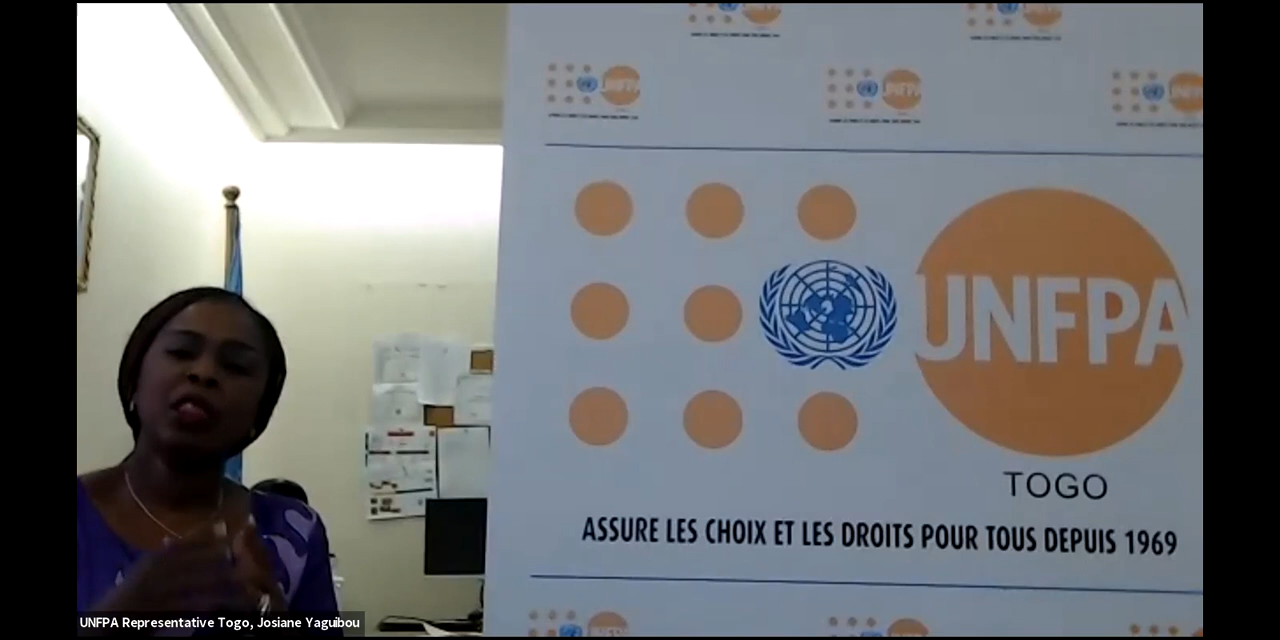 UNFPA
TOGO
ASSURE LES CHOIX ET LES DROITS POUR TOUS DEPUIS 1969
UNFPA Representative Togo, Josiane Yaguibou